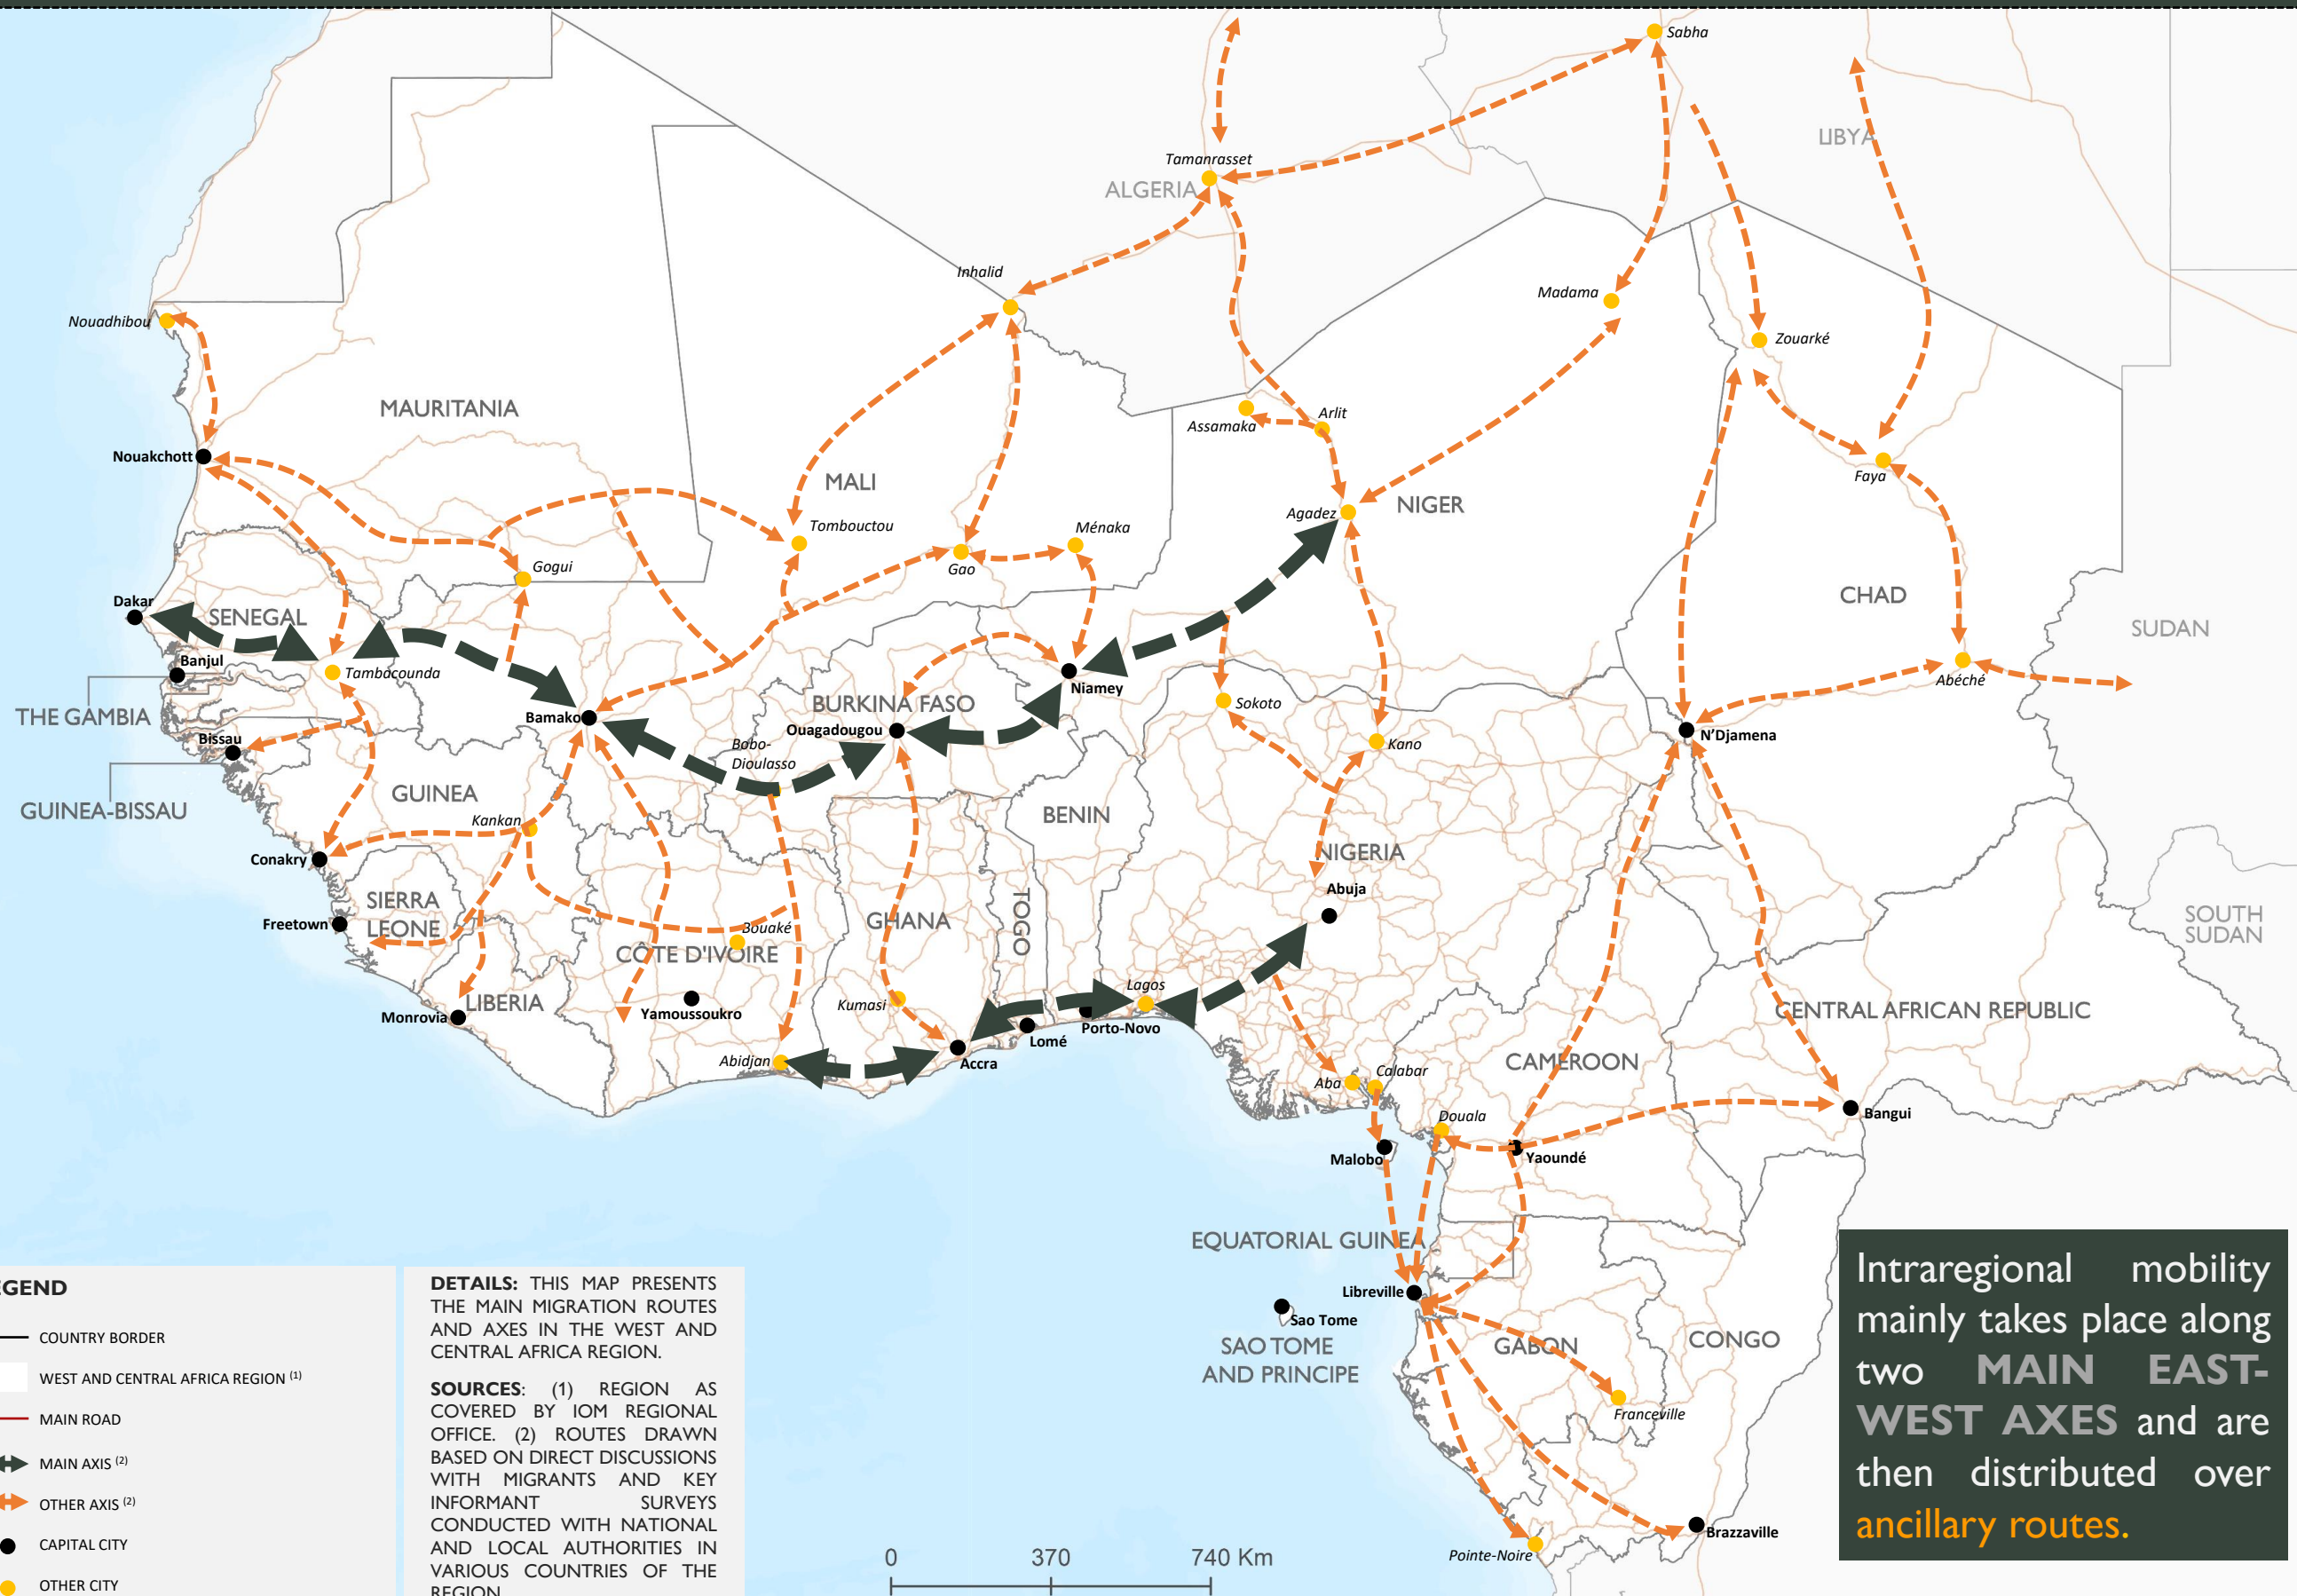 Sabha
LIBYA
Tamanrasset
ALGERIA
Inhalid
Madama
Nouadhibou
Zouarké
MAURITANIA
Arlit
Assamaka
Nouakchott
MALI
Faya
NIGER
Agadez
Tombouctou
Ménaka
Gogui
Gao
CHAD
Dakar
SENEGAL
SUDAN
Banjul
Tambacounda
Abéché
Niamey
Sokoto
THE GAMBIA
BURKINA FASO
Bamako
Ouagadougou
Bissau
N'Djamena
Kano
Bobo-
Dioulasso
GUINEA
GUINEA-BISSAU
BENIN
Kankan
NIGERIA
Conakry
Abuja
SIERRA
LEONE
TOGO
Freetown
GHANA
Bouaké
SOUTH
SUDAN
CÔTE D'IVOIRE
Lagos
LIBERIA
Kumasi
Yamoussoukro
Monrovia
CENTRAL AFRICAN REPUBLIC
Porto-Novo
Lomé
Abidjan
Accra
CAMEROON
Calabar
Aba
Douala
Bangui
Malobo
Yaoundé
EQUATORIAL GUINEA
Libreville
Sao Tome
SAO TOME
AND PRINCIPE
GABON
CONGO
Franceville
Brazzaville
Pointe-Noire
EGEND
COUNTRY BORDER
WEST AND CENTRAL AFRICA REGION (1)
MAIN ROAD
MAIN AXIS (2)
OTHER AXIS (2)
CAPITAL CITY
OTHER CITY
DETAILS: THIS MAP PRESENTS
THE MAIN MIGRATION ROUTES
AND AXES IN THE WEST AND
CENTRAL AFRICA REGION.
SOURCES: (1) REGION AS
COVERED BY IOM REGIONAL
OFFICE. (2) ROUTES DRAWN
BASED ON DIRECT DISCUSSIONS
WITH MIGRANTS AND KEY
INFORMANT SURVEYS
CONDUCTED WITH NATIONAL
AND LOCAL AUTHORITIES IN
VARIOUS COUNTRIES OF THE
REGION
0 370 740 Km
Intraregional mobility
mainly takes place along
two MAIN EAST-
WEST AXES and are
then distributed over
ancillary routes.